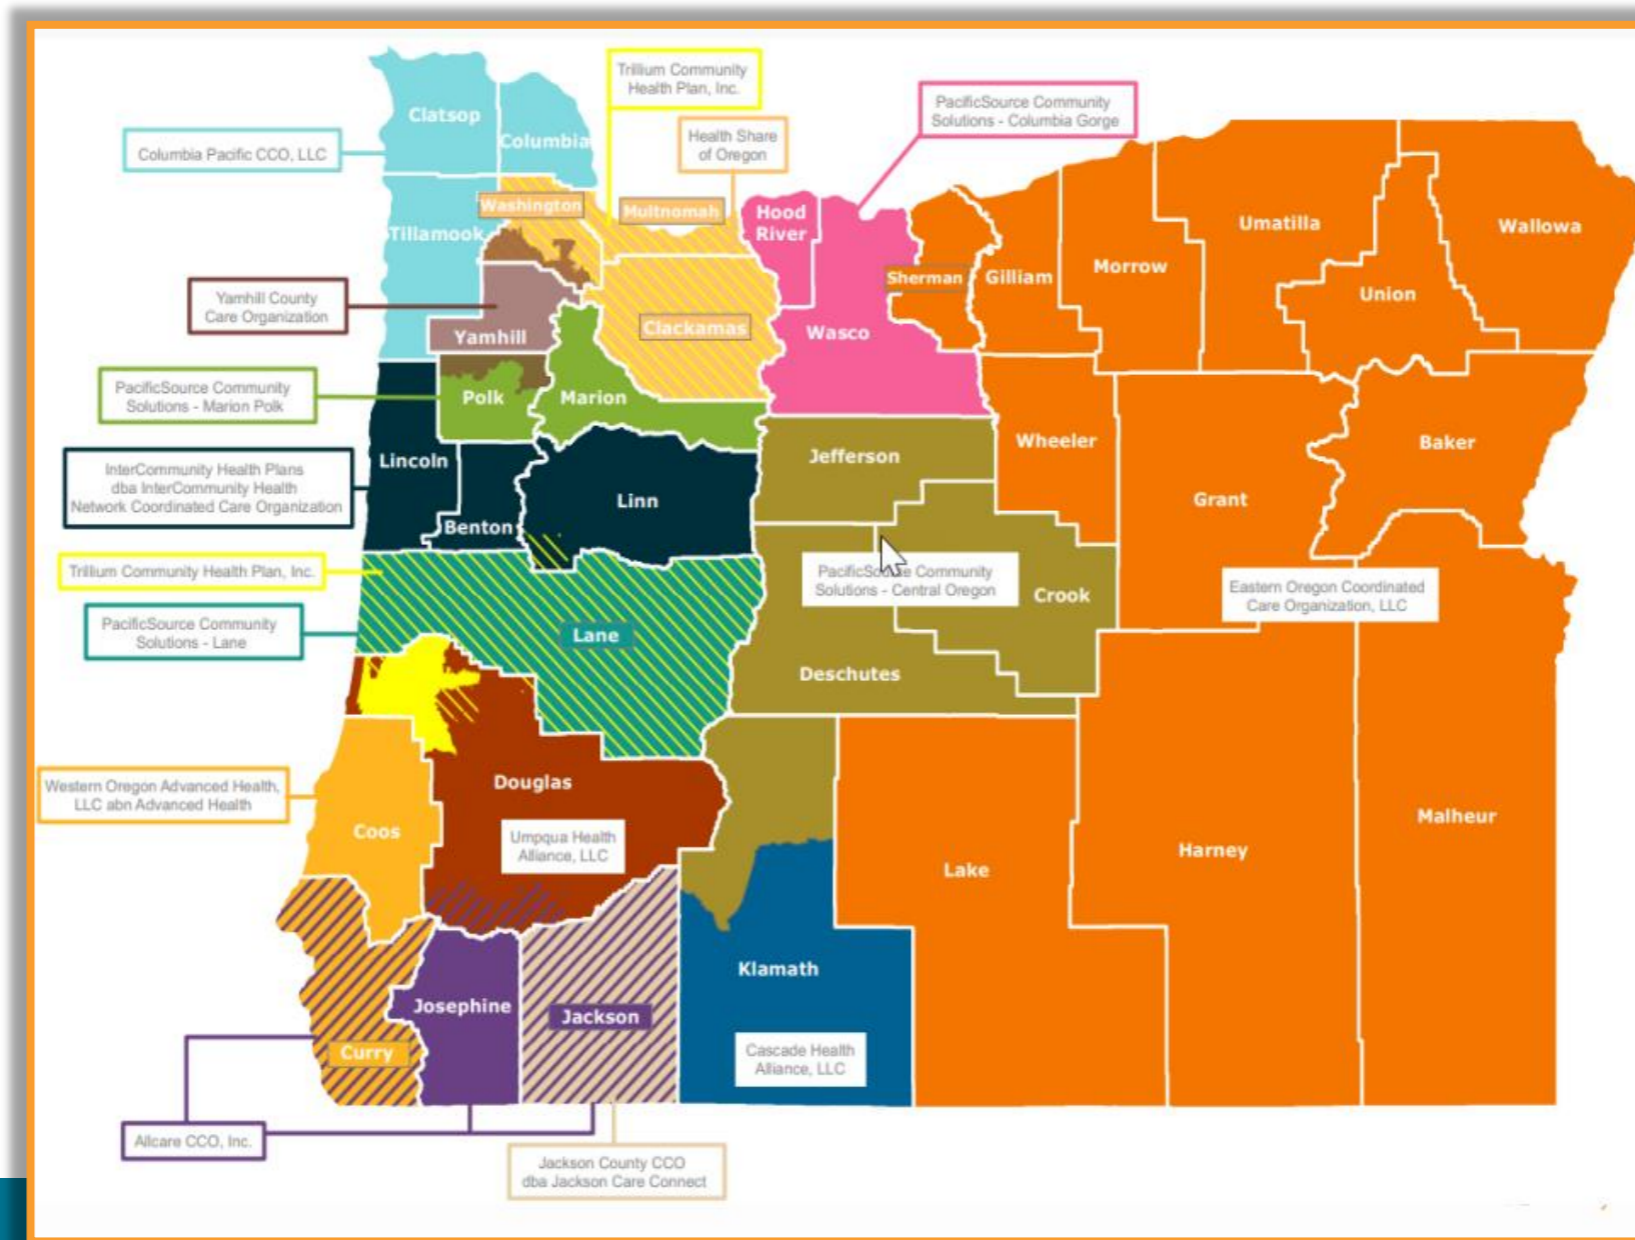 Trillium Community
Health Plan, Inc.
PacificSource Community
Solutions - Columbia Gorge
Clatsop
Columbia
Health Share
of Oregon
Columbia Pacific CCO, LLC
Washington
Multnomah
Hood
River
Tillamook
Umatilla
Wallowa
Sherman
Gilliam
Morrow
Union
Yamhill County
Care Organization
Yamhill
Clackamas
Wasco
PacificSource Community
Solutions - Marion Polk
Polk
Marion
Wheeler
Baker
Jefferson
Lincoln
InterCommunity Health Plans
dba InterCommunity Health
Network Coordinated Care Organization
Linn
Grant
Benton
Trillium Community Health Plan, Inc.
PacificSource Community
Solutions - Central Oregon
Crook
Eastern Oregon Coordinated
Care Organization, LLC
PacificSource Community
Solutions - Lane
Lane
Deschutes
Douglas
Western Oregon Advanced Health,
LLC abn Advanced Health
Coos
Umpqua Health
Alliance, LLC
Malheur
Harney
Lake
Klamath
Josephine
Jackson
Curry
Cascade Health
Alliance, LLC
Allcare CCO, Inc.
Jackson County CCO
dba Jackson Care Connect